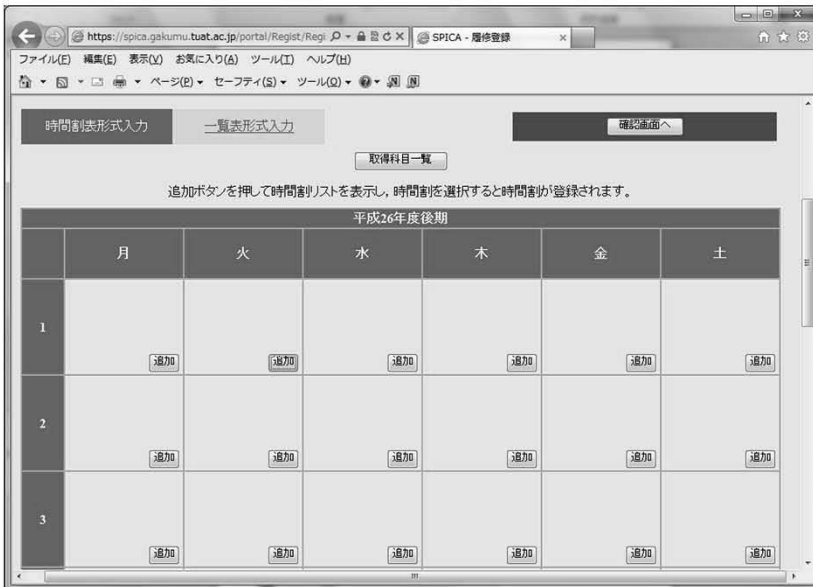 https://spica.gakumu.tuat.ac.jp/portal/Regist/Regi
SPICA - 履修登録
ファイル(F) 編集(E) 表示(V) お気に入り(A) ツール(T) ヘルプ(H)
ページ(P) セーフティ(S) ツール(O)
時間割表形式入力 一覧表形式入力 確認画面へ
取得科目一覧
追加ボタンを押して時間割リストを表示し，時間割を選択すると時間割が登録されます。
平成26年度後期
月 火 水 木 金 土
1
追加 追加 追加 追加 追加 追加
2
追加 追加 追加 追加 追加 追加
3
追加 追加 追加 追加 追加 追加